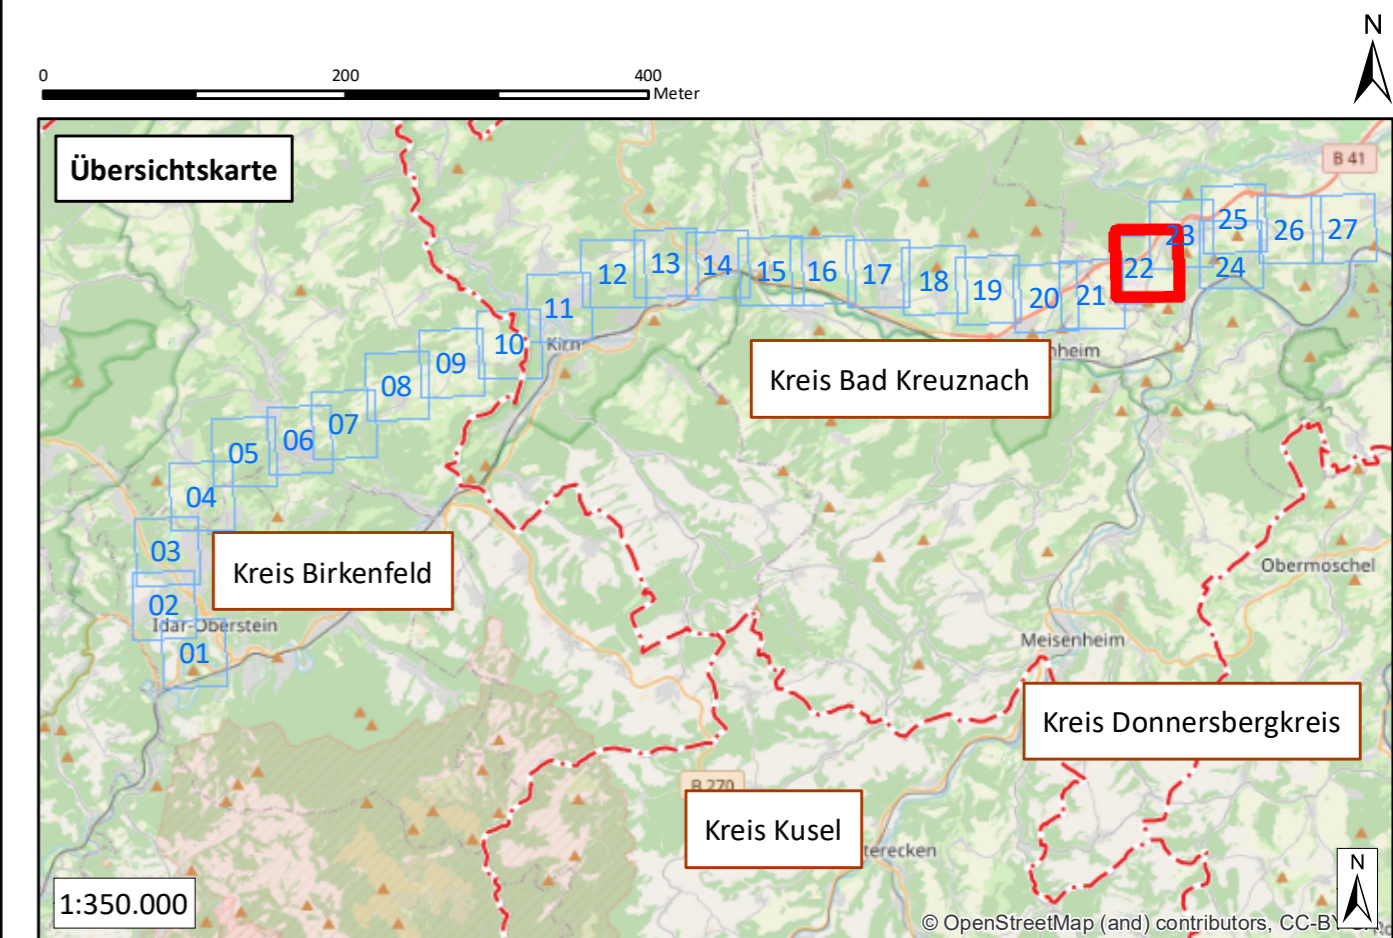 N
0 200 400
Meter
Übersichtskarte
B 41
25
23
26
27
13
12
14
15
16
17
18
22
24
19
20
21
11
10
Kirn
09
nheim
Kreis Bad Kreuznach
08
07
06
05
04
03
Kreis Birkenfeld
Obermoschel
02
Idar-Oberstein
01
Meisenheim
Kreis Donnersbergkreis
B 270
Kreis Kusel
terecken
N
1:350.000
© OpenStreetMap (and) contributors, CC-BY